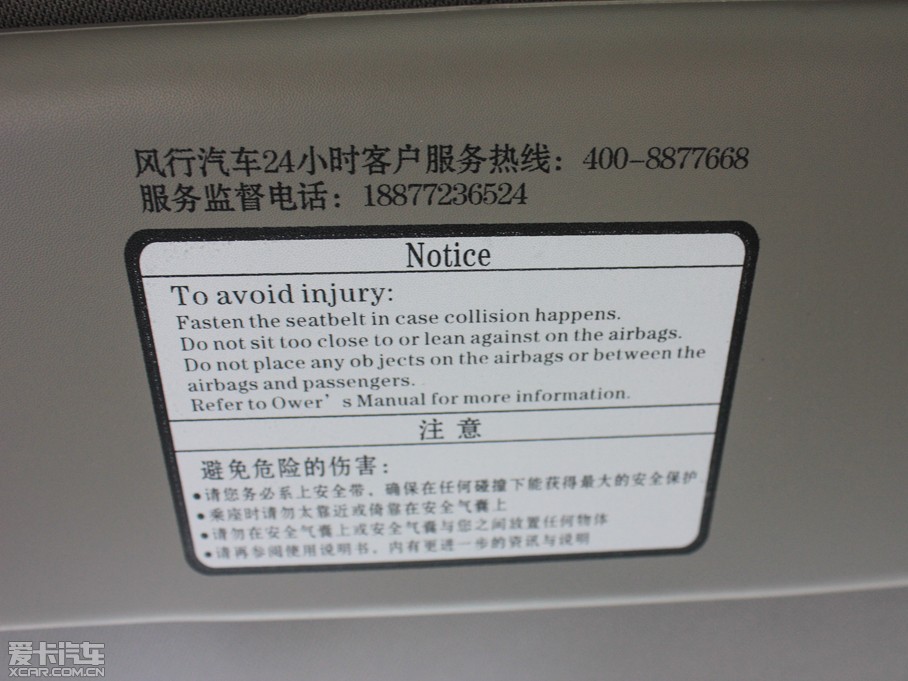 风行汽车24小时客户服务热线：400-8877668
服务监督电话：18877236524
Notice
To avoid injury:
Fasten the seatbelt in case collision happens.
Do not sit too close to or lean against on the airbags.
Do not place any ob jects on the airbags or between the
airbags and passengers.
Refer to Ower’s Manual for more information.
注意
避免危险的伤害：
•请您务必系上安全带、确保在任何碰撞下能获得最大的安全保护
•乘座时请勿太靠近或倚靠在安全气囊上
•请勿在安全气囊上或安全气囊与您之间放置任何物体
•请再参阅使用说明书，内有更进一步的资讯与说明
爱卡汽车
XCAR.COM.CN